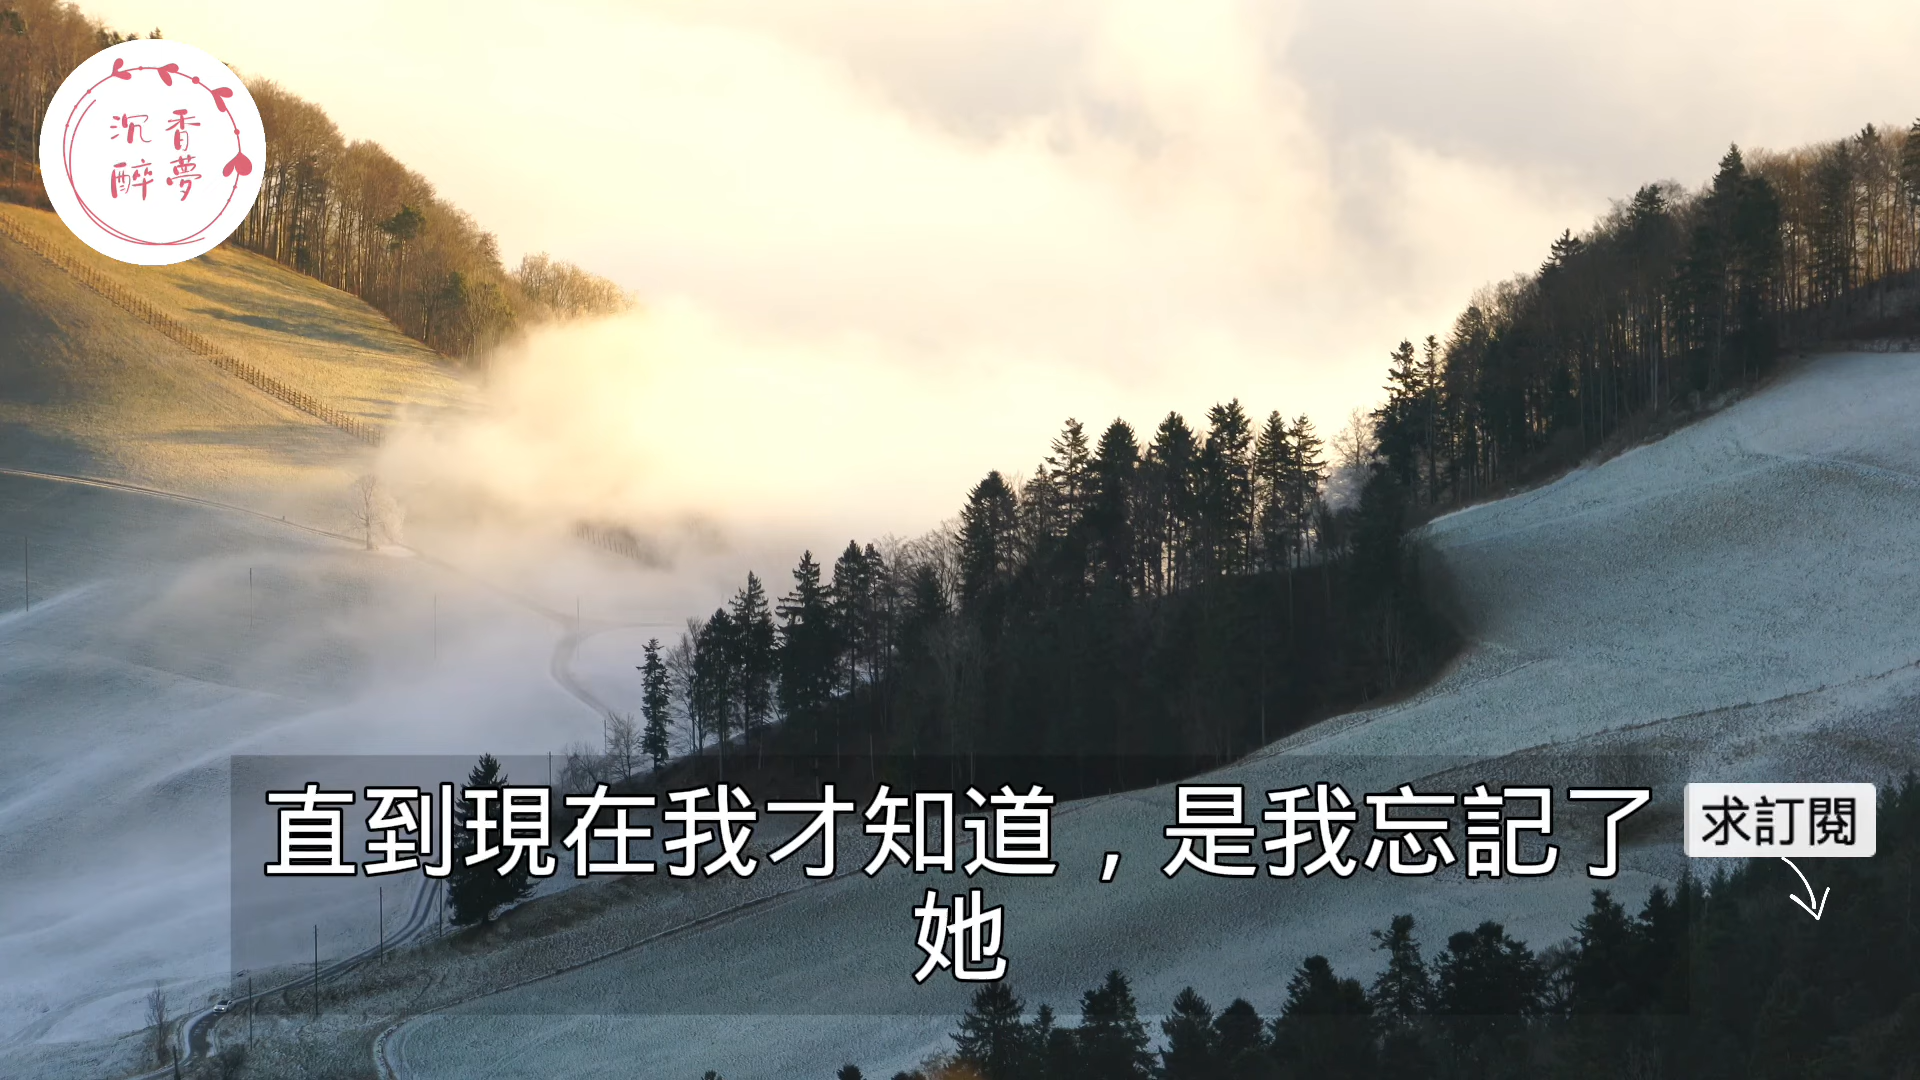 沉香
醉夢
直到現在我才知道，是我忘記了
她
求訂閱